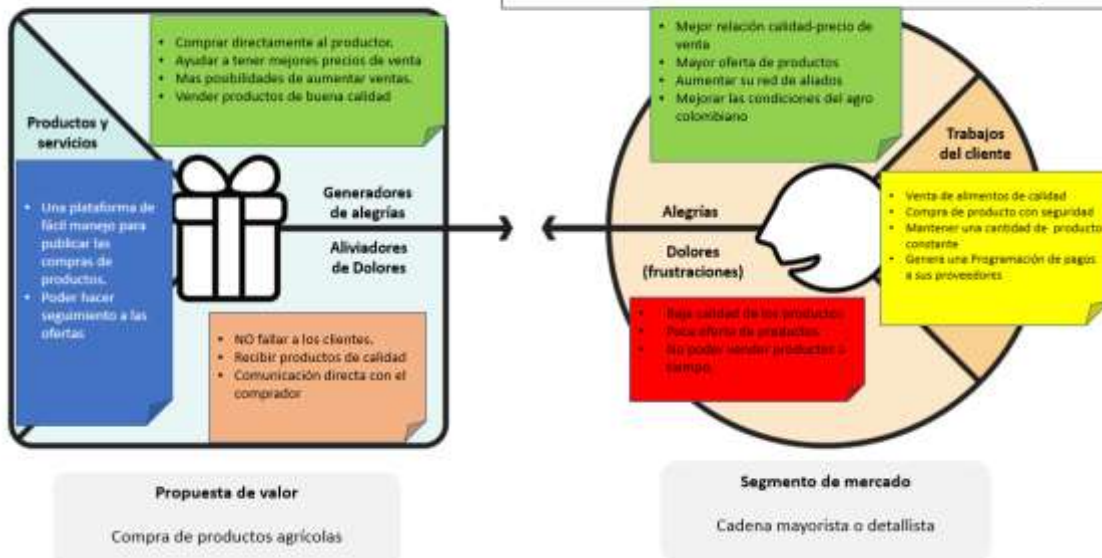 • Comprar directamente al productor.
• Ayudar a tener mejores precios de venta
• Mas posibilidades de aumentar ventas.
• Vender productos de buena calidad
Productos y
servicios
• Una plataforma de
fácil manejo para
publicar las
compras de
productos.
• Poder hacer
seguimiento a las
ofertas
Generadores
de alegrías
Aliviadores
de Dolores
• NO fallar a los clientes.
• Recibir productos de calidad
• Comunicación directa con el
comprador
Propuesta de valor
Compra de productos agrícolas
• Mejor relación calidad-precio de
venta
• Mayor oferta de productos
• Aumentar su red de aliados
• Mejorar las condiciones del agro
colombiano
Trabajos
del cliente
• Venta de alimentos de calidad
• Compra de producto con seguridad
• Mantener una cantidad de producto
constante
• Genera una Programación de pagos
a sus proveedores
Alegrías
Dolores
(frustraciones)
• Baja calidad de los productos
• Poca oferta de productos
• No poder vender productos a
tiempo.
Segmento de mercado
Cadena mayorista o detallista